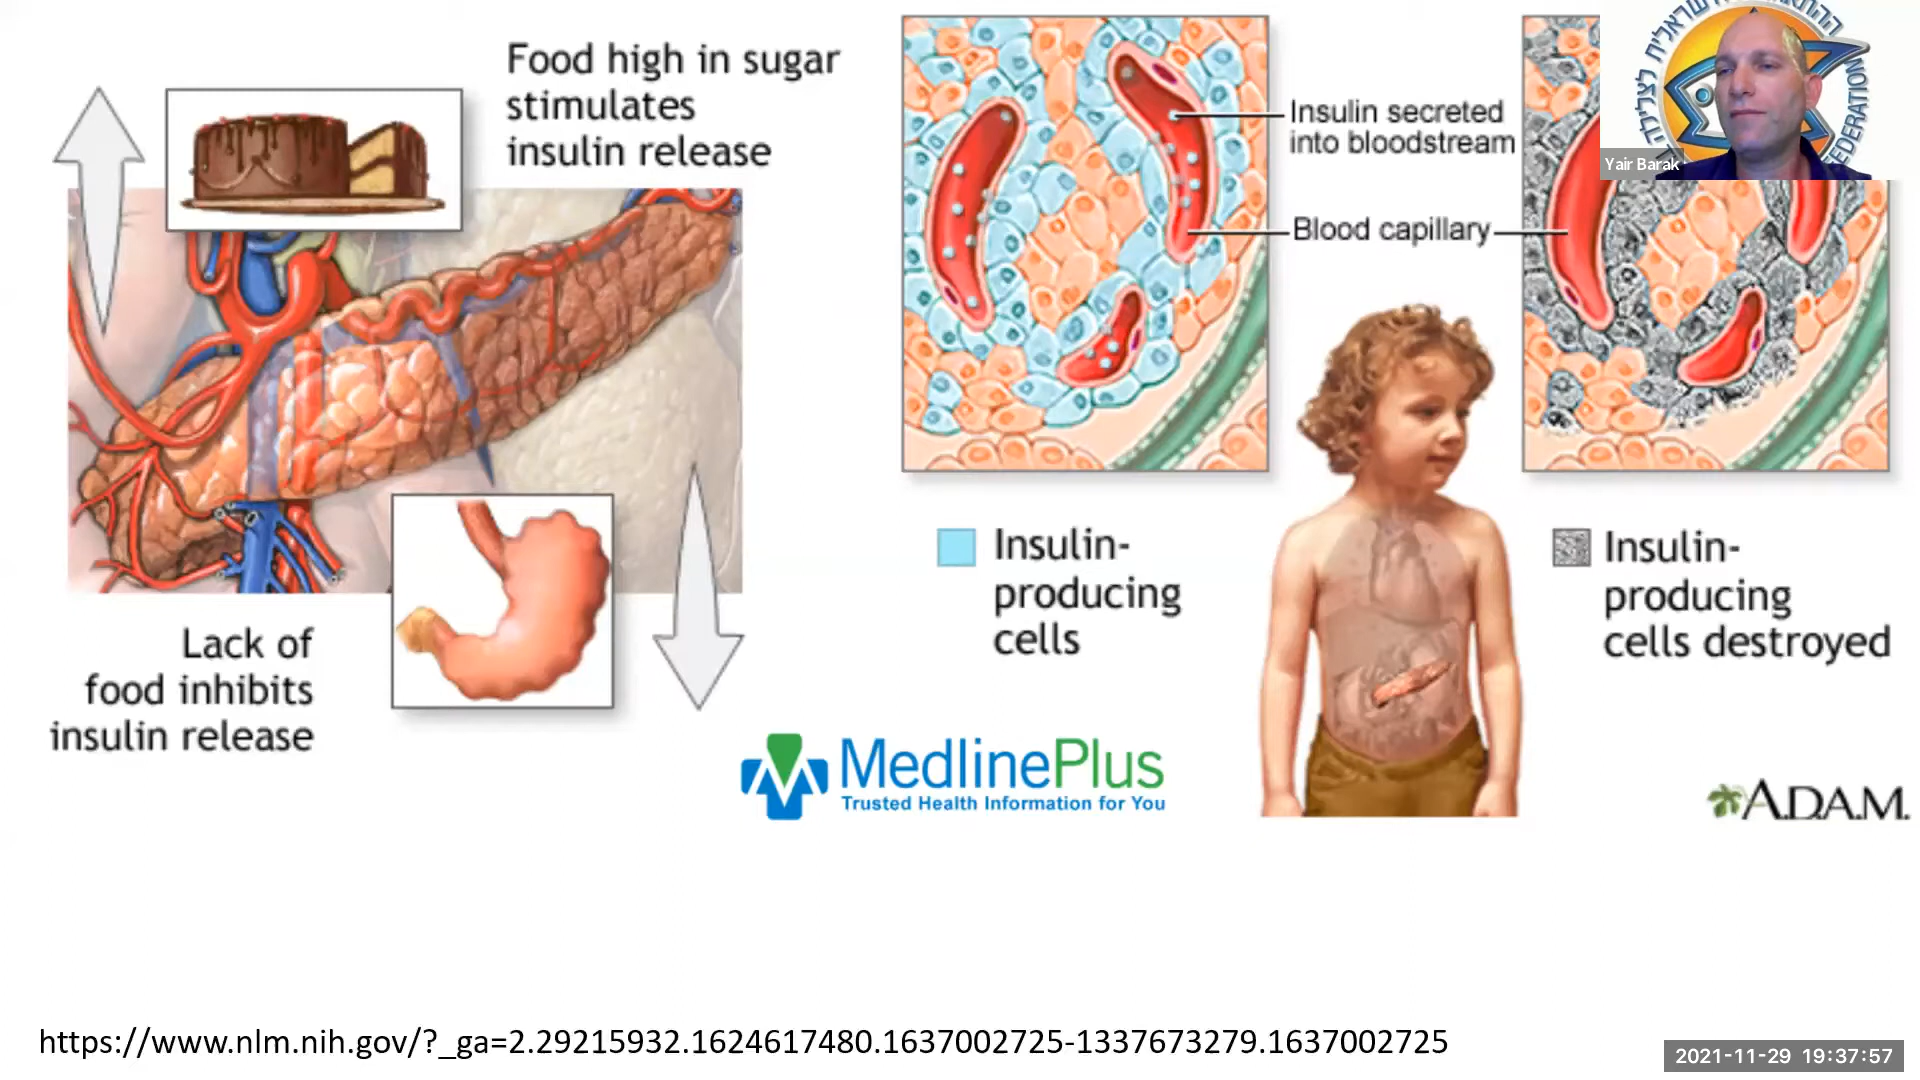 Food high in sugar
stimulates
insulin release
Lack of
food inhibits
insulin release
Insulin secreted
into bloodstream
Blood capillary
Insulin-
producing
cells
Insulin-
producing
cells destroyed
MedlinePlus
Trusted Health Information for You
A.D.A.M.
FEDERATION
Yair Barak
https://www.nlm.nih.gov/?_ga=2.29215932.1624617480.1637002725-1337673279.1637002725
2021-11-29 19:37:57